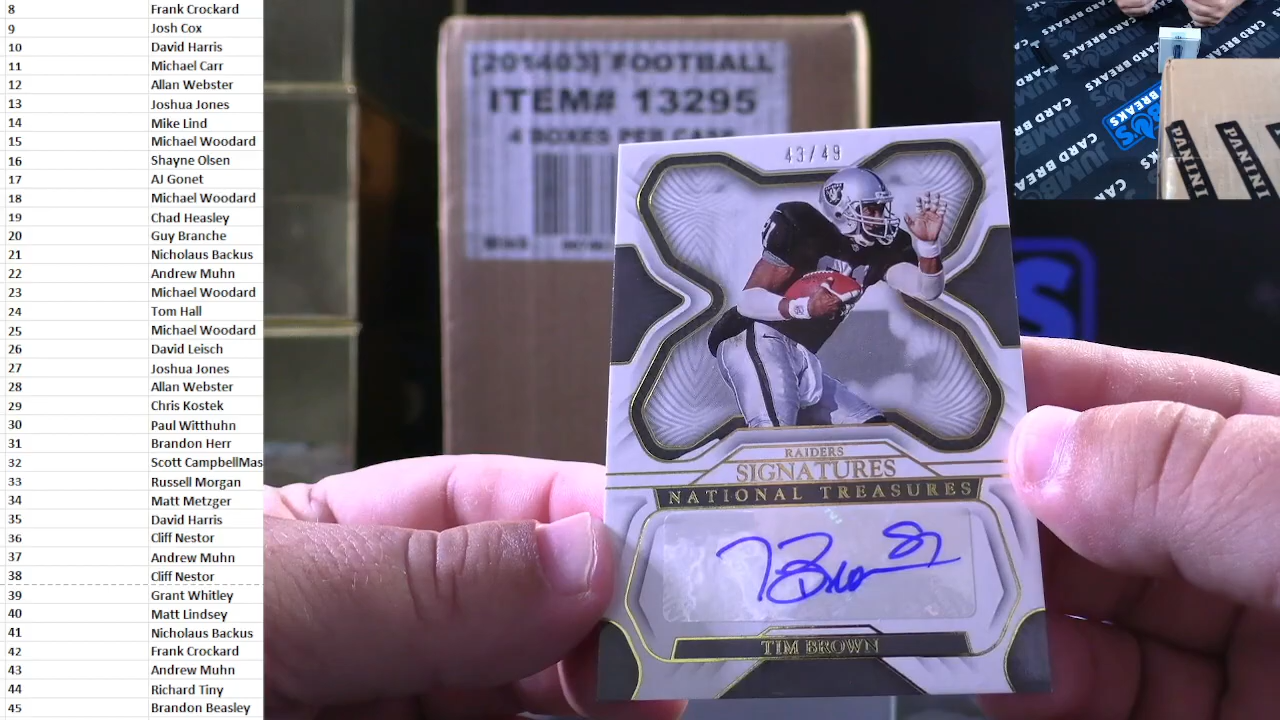 8 Frank Crockard
9 Josh Cox
10 David Harris
11 Michael Carr
12 Allan Webster
13 Joshua Jones
14 Mike Lind
15 Michael Woodard
16 Shayne Olsen
17 AJ Gonet
18 Michael Woodard
19 Chad Heasley
20 Guy Branche
21 Nicholaus Backus
22 Andrew Muhn
23 Michael Woodard
24 Tom Hall
25 Michael Woodard
26 David Leisch
27 Joshua Jones
28 Allan Webster
29 Chris Kostek
30 Paul Witthuhn
31 Brandon Herr
32 Scott CampbellMas
33 Russell Morgan
34 Matt Metzger
35 David Harris
36 Cliff Nestor
37 Andrew Muhn
38 Cliff Nestor
39 Grant Whitley
40 Matt Lindsey
41 Nicholaus Backus
42 Frank Crockard
43 Andrew Muhn
44 Richard Tiny
45 Brandon Beasley
[201403] FOOTBALL
ITEM# 13295
4 BOXES PER CASE
43/49
RAIDERS
SIGNATURES
NATIONAL TREASURES
T Brown 81
TIM BROWN
JUMBO'S
CARD BREAKS
PANINI
PANINI